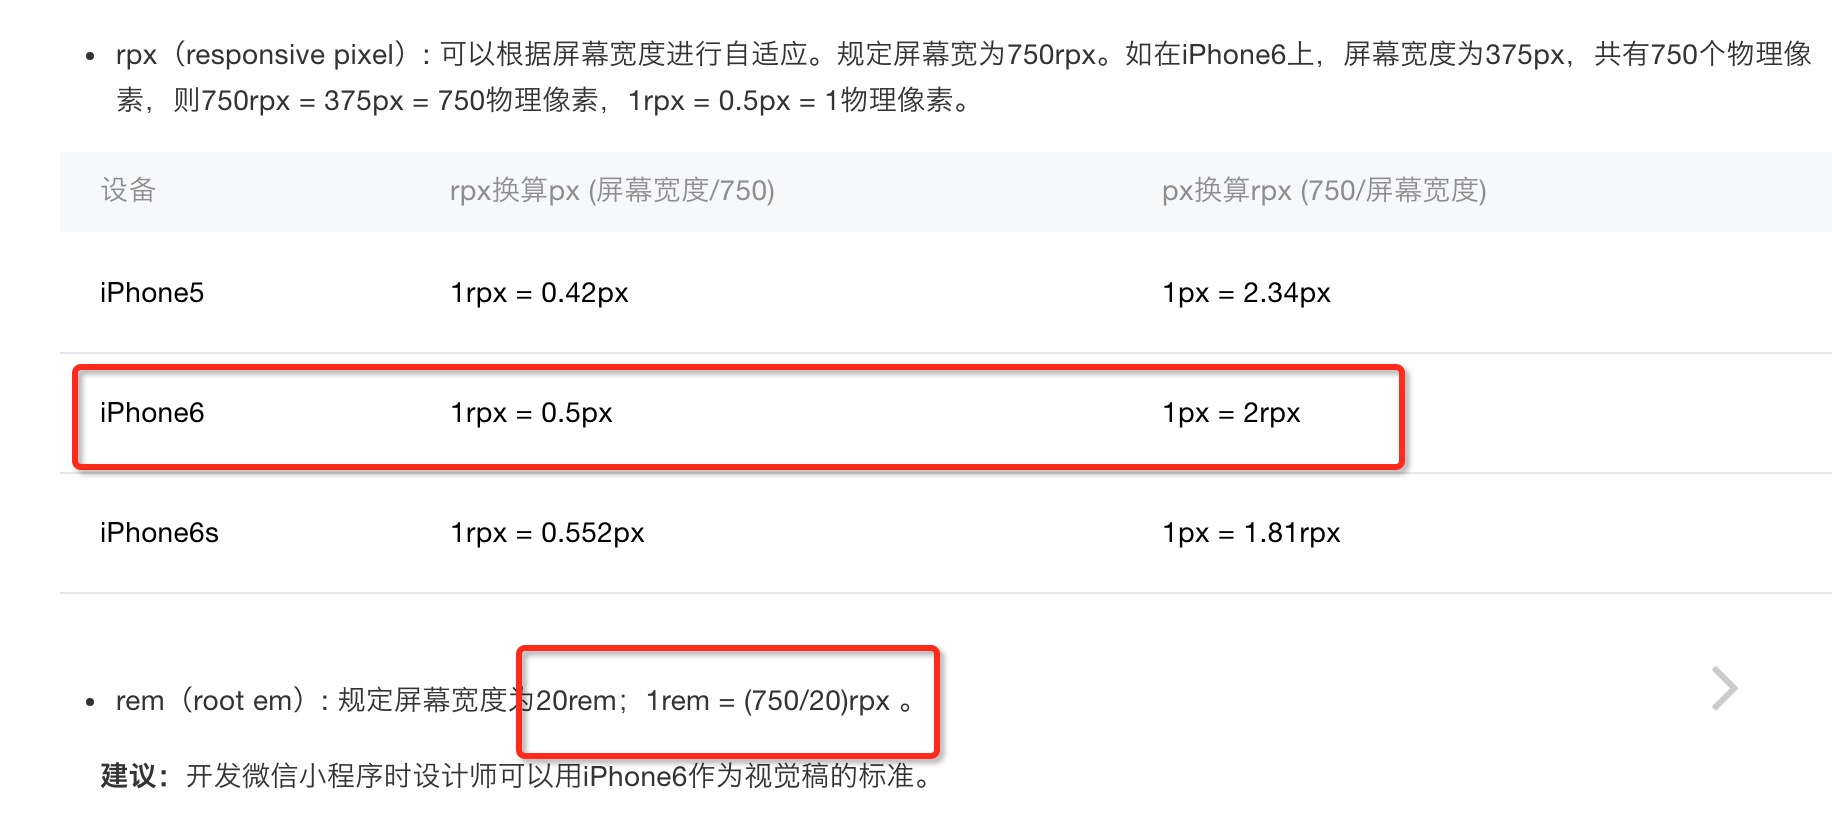 rpx（responsive pixel）: 可以根据屏幕宽度进行自适应。规定屏幕宽为750rpx。如在iPhone6上，屏幕宽度为375px，共有750个物理像
素，则750rpx = 375px = 750物理像素，1rpx = 0.5px = 1物理像素。
设备 rpx换算px (屏幕宽度/750) px换算rpx (750/屏幕宽度)
iPhone5 1rpx = 0.42px 1px = 2.34px
iPhone6 1rpx = 0.5px 1px = 2rpx
iPhone6s 1rpx = 0.552px 1px = 1.81rpx
rem（root em）: 规定屏幕宽度为20rem；1rem = (750/20)rpx 。
建议：开发微信小程序时设计师可以用iPhone6作为视觉稿的标准。